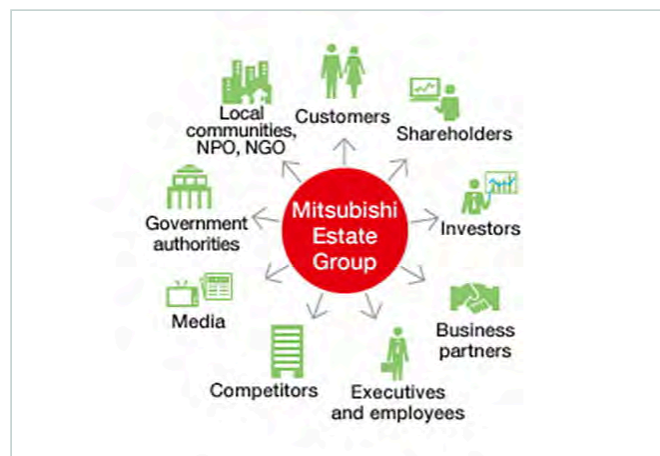 Customers
Shareholders
Investors
Business
partners
Executives
and employees
Competitors
Media
Government
authorities
Local
communities,
NPO, NGO
Mitsubishi
Estate
Group